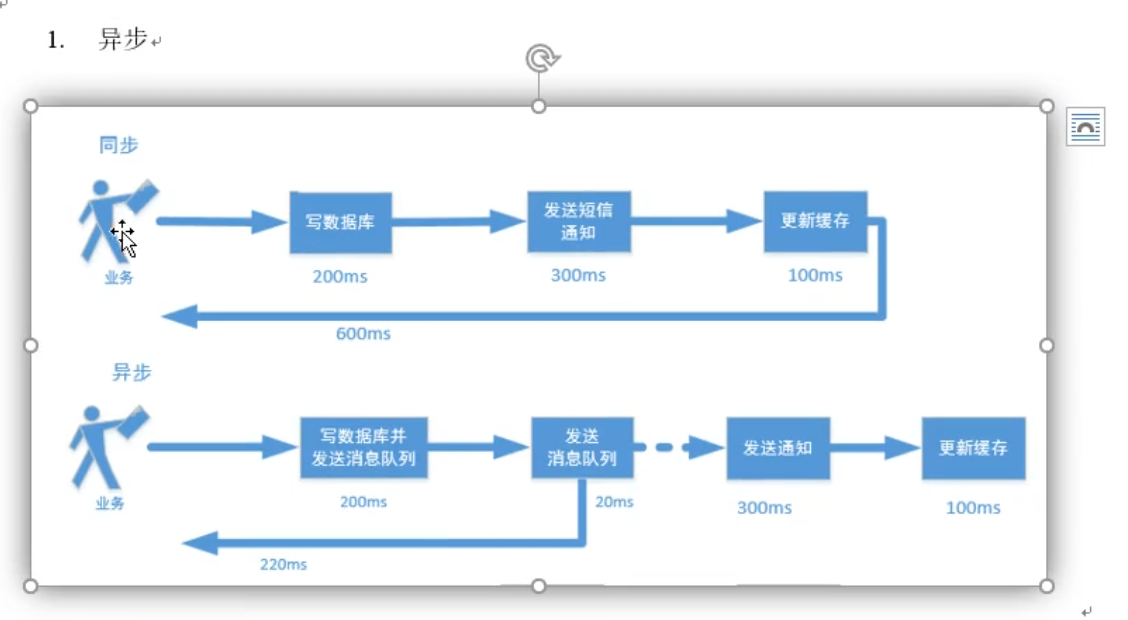 1. 异步
同步
写数据库
发送短信
通知
更新缓存
业务
200ms
300ms
100ms
600ms
异步
写数据库并
发送消息队列
发送
消息队列
发送通知
更新缓存
业务
200ms
20ms
300ms
100ms
220ms